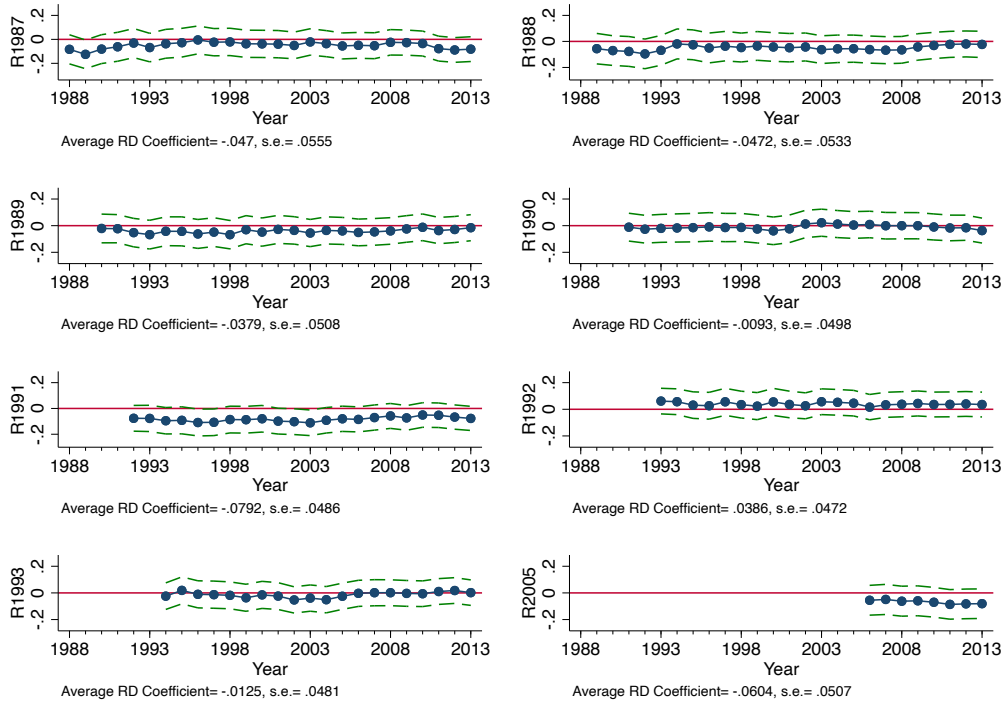 R1987
.2
0
-.2
1988 1993 1998 2003 2008 2013
Year
Average RD Coefficient= -.047, s.e.= .0555
R1988
.2
0
-.2
1988 1993 1998 2003 2008 2013
Year
Average RD Coefficient= -.0472, s.e.= .0533
R1989
.2
0
-.2
1988 1993 1998 2003 2008 2013
Year
Average RD Coefficient= -.0379, s.e.= .0508
R1990
.2
0
-.2
1988 1993 1998 2003 2008 2013
Year
Average RD Coefficient= -.0093, s.e.= .0498
R1991
.2
0
-.2
1988 1993 1998 2003 2008 2013
Year
Average RD Coefficient= -.0792, s.e.= .0486
R1992
.2
0
-.2
1988 1993 1998 2003 2008 2013
Year
Average RD Coefficient= .0386, s.e.= .0472
R1993
.2
0
-.2
1988 1993 1998 2003 2008 2013
Year
Average RD Coefficient= -.0125, s.e.= .0481
R2005
.2
0
-.2
1988 1993 1998 2003 2008 2013
Year
Average RD Coefficient= -.0604, s.e.= .0507